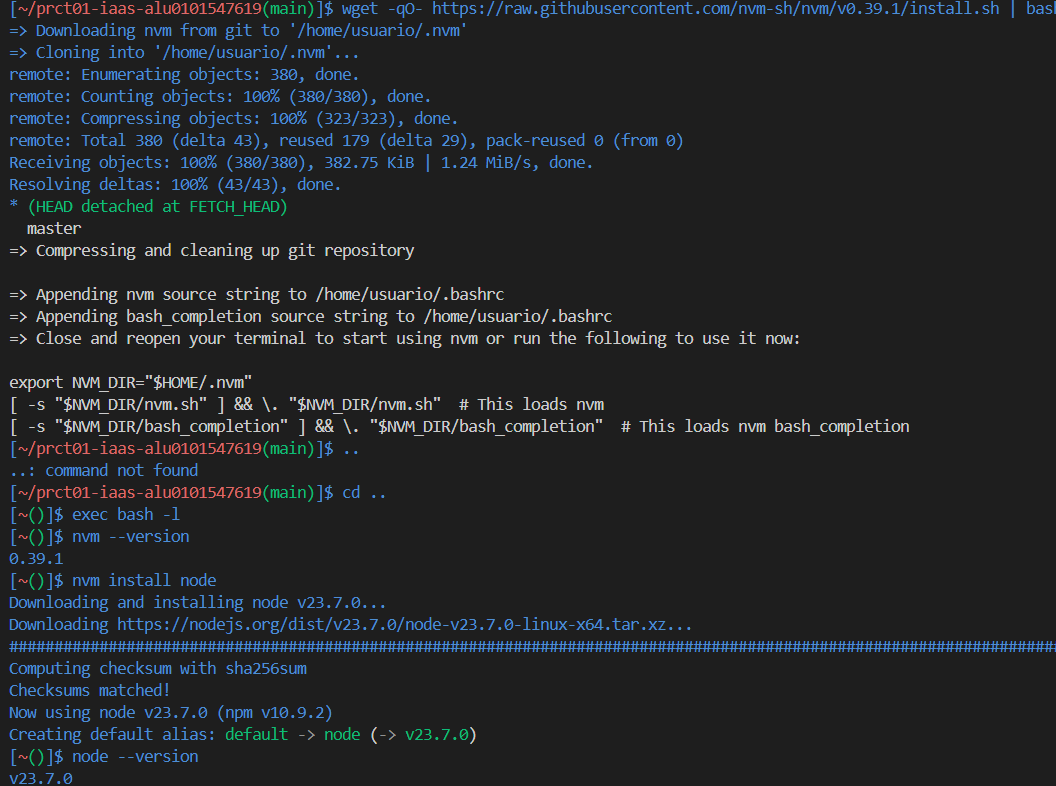 [~/prct01-iaas-alu0101547619(main)]$ wget -qO- https://raw.githubusercontent.com/nvm-sh/nvm/v0.39.1/install.sh | bash
=> Downloading nvm from git to '/home/usuario/.nvm'
=> Cloning into '/home/usuario/.nvm'...
remote: Enumerating objects: 380, done.
remote: Counting objects: 100% (380/380), done.
remote: Compressing objects: 100% (323/323), done.
remote: Total 380 (delta 43), reused 179 (delta 29), pack-reused 0 (from 0)
Receiving objects: 100% (380/380), 382.75 KiB | 1.24 MiB/s, done.
Resolving deltas: 100% (43/43), done.
* (HEAD detached at FETCH_HEAD)
  master
=> Compressing and cleaning up git repository

=> Appending nvm source string to /home/usuario/.bashrc
=> Appending bash_completion source string to /home/usuario/.bashrc
=> Close and reopen your terminal to start using nvm or run the following to use it now:

export NVM_DIR="$HOME/.nvm"
[ -s "$NVM_DIR/nvm.sh" ] && \. "$NVM_DIR/nvm.sh"  # This loads nvm
[ -s "$NVM_DIR/bash_completion" ] && \. "$NVM_DIR/bash_completion"  # This loads nvm bash_completion
[~/prct01-iaas-alu0101547619(main)]$ ..
..: command not found
[~/prct01-iaas-alu0101547619(main)]$ cd ..
[~()]$ exec bash -l
[~()]$ nvm --version
0.39.1
[~()]$ nvm install node
Downloading and installing node v23.7.0...
Downloading https://nodejs.org/dist/v23.7.0/node-v23.7.0-linux-x64.tar.xz...
#####################################################################################################################
Computing checksum with sha256sum
Checksums matched!
Now using node v23.7.0 (npm v10.9.2)
Creating default alias: default -> node (-> v23.7.0)
[~()]$ node --version
v23.7.0